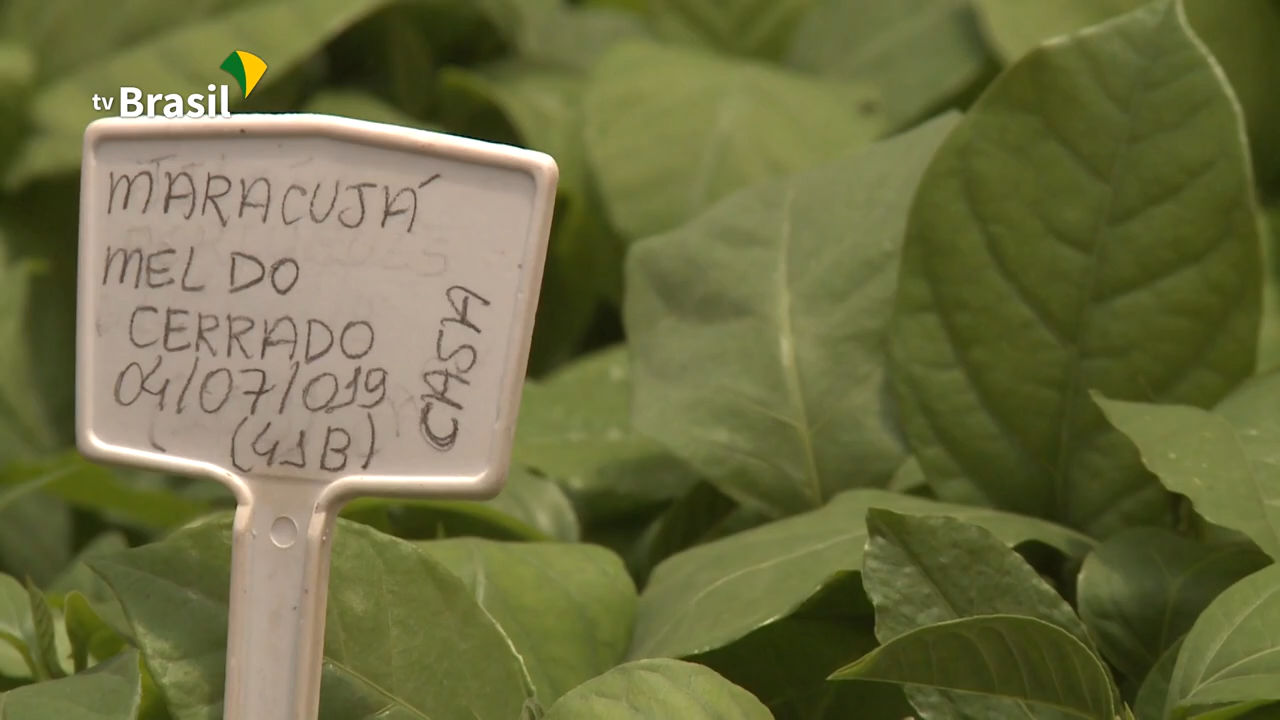 tv Brasil
MARACUJÁ
MEL DO
CERRADO
04/07/019
(41B)
CASA